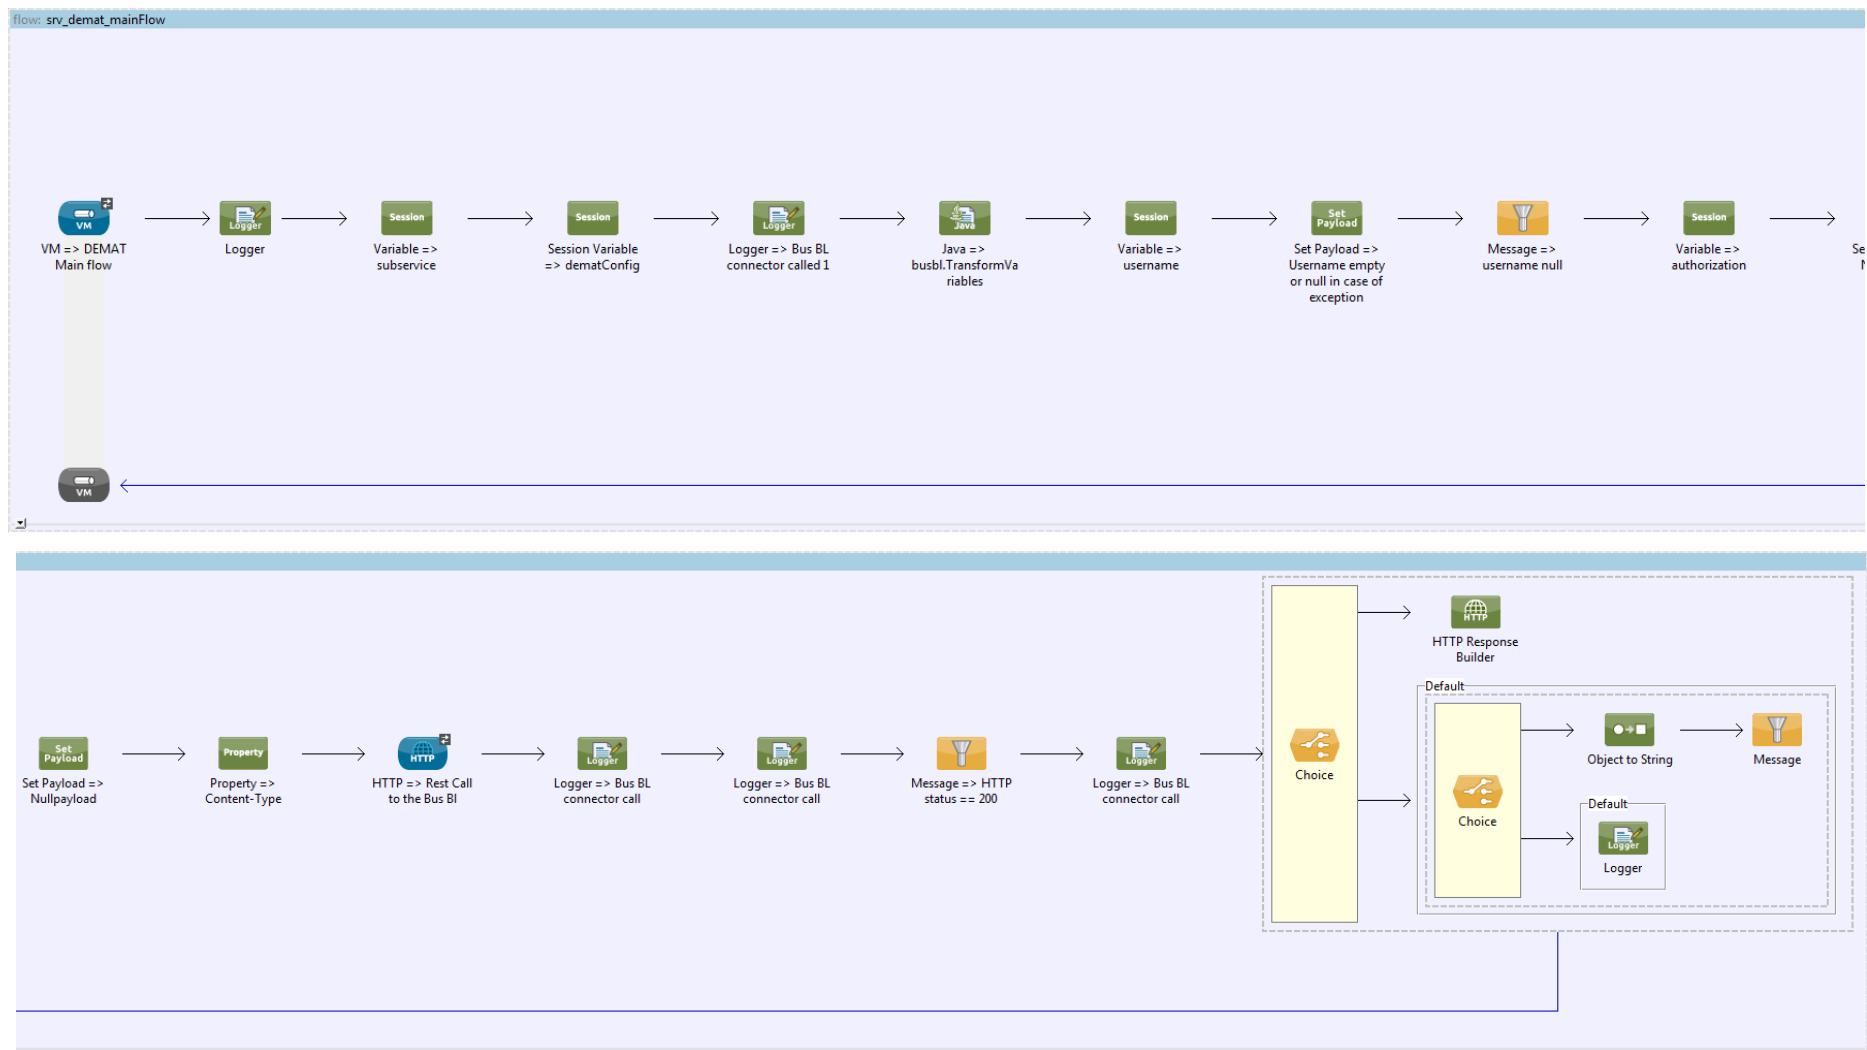 flow: srv_demat_mainFlow
VM
VM => DEMAT
Main flow
Logger
Logger
Session
Variable =>
subservice
Session
Session Variable
=> dematConfig
Logger
Logger => Bus BL
connector called 1
Java
Java =>
busbl.TransformVa
riables
Session
Variable =>
username
Set
Payload
Set Payload =>
Username empty
or null in case of
exception
Message =>
username null
Session
Variable =>
authorization
Se
VM
Set
Payload
Set Payload =>
Nullpayload
Property
Property =>
Content-Type
HTTP
HTTP => Rest Call
to the Bus Bl
Logger
Logger => Bus BL
connector call
Logger
Logger => Bus BL
connector call
Message => HTTP
status == 200
Logger
Logger => Bus BL
connector call
Choice
HTTP
HTTP Response
Builder
Default
Choice
Object to String
Message
Default
Logger
Logger